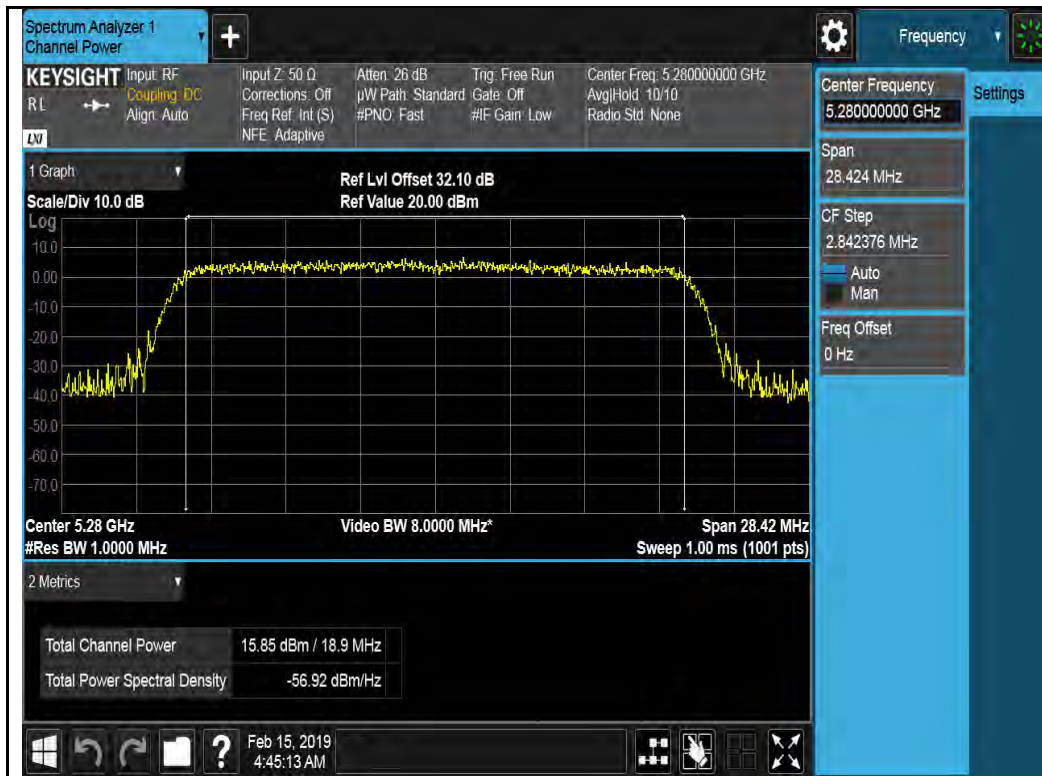 Spectrum Analyzer 1
Channel Power
+
Frequency
KEYSIGHT
R L
LXI
Input: RF
Coupling: DC
Align: Auto
Input Z: 50 Ω
Corrections: Off
Freq Ref: Int (S)
NFE: Adaptive
Atten: 26 dB
µW Path: Standard
#PNO: Fast
Trig: Free Run
Gate: Off
#IF Gain: Low
Center Freq: 5.280000000 GHz
Avg|Hold: 10/10
Radio Std: None
Center Frequency
5.280000000 GHz
Settings
Span
28.424 MHz
CF Step
2.842376 MHz
Auto
Man
Freq Offset
0 Hz
1 Graph
Scale/Div 10.0 dB
Ref Lvl Offset 32.10 dB
Ref Value 20.00 dBm
Log
10.0
0.00
-10.0
-20.0
-30.0
-40.0
-50.0
-60.0
-70.0
Center 5.28 GHz
#Res BW 1.0000 MHz
Video BW 8.0000 MHz*
Span 28.42 MHz
Sweep 1.00 ms (1001 pts)
2 Metrics
Total Channel Power 15.85 dBm / 18.9 MHz
Total Power Spectral Density -56.92 dBm/Hz
?
Feb 15, 2019
4:45:13 AM